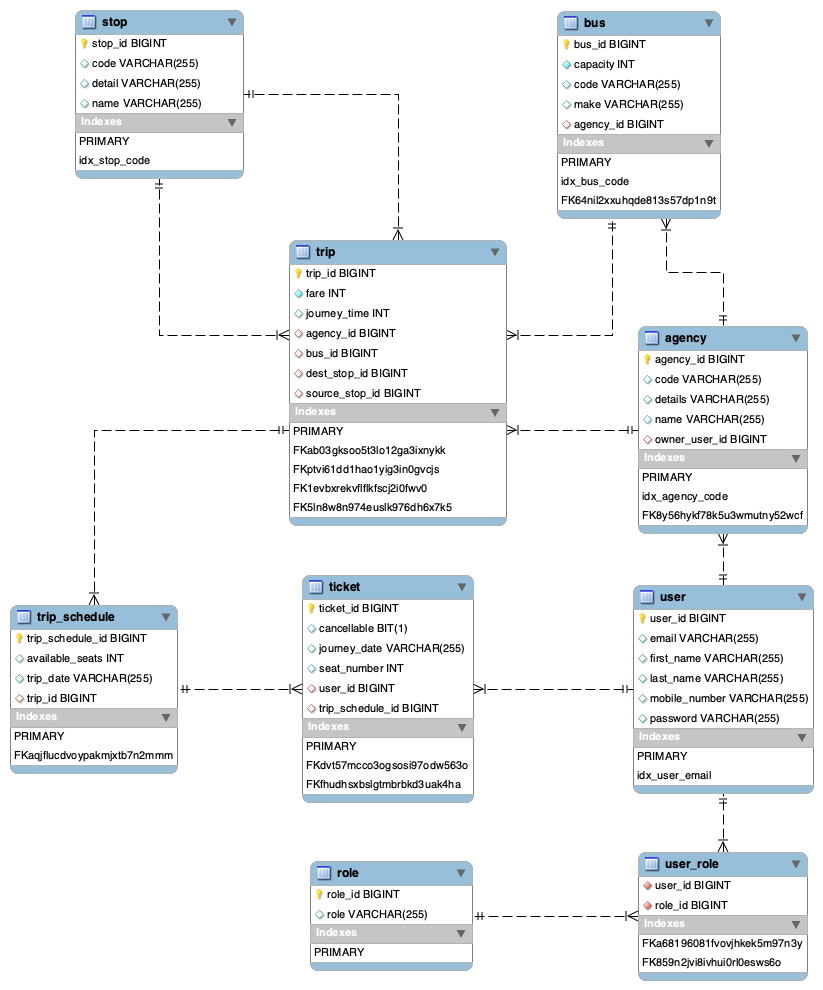 stop
stop_id BIGINT
code VARCHAR(255)
detail VARCHAR(255)
name VARCHAR(255)
Indexes
PRIMARY
idx_stop_code
bus
bus_id BIGINT
capacity INT
code VARCHAR(255)
make VARCHAR(255)
agency_id BIGINT
Indexes
PRIMARY
idx_bus_code
FK64nil2xxuhqde813s57dp1n9t
trip
trip_id BIGINT
fare INT
journey_time INT
agency_id BIGINT
bus_id BIGINT
dest_stop_id BIGINT
source_stop_id BIGINT
Indexes
PRIMARY
FKab03gksoo5t3lo12ga3ixnykk
FKptvi61dd1hao1yig3in0gvcjs
FK1evbxrekvflflkfscj2i0fwv0
FK5ln8w8n974euslk976dh6x7k5
agency
agency_id BIGINT
code VARCHAR(255)
details VARCHAR(255)
name VARCHAR(255)
owner_user_id BIGINT
Indexes
PRIMARY
idx_agency_code
FK8y56hykf78k5u3wmutny52wcf
trip_schedule
trip_schedule_id BIGINT
available_seats INT
trip_date VARCHAR(255)
trip_id BIGINT
Indexes
PRIMARY
FKaqjflucdvoypakmjxtb7n2mmm
ticket
ticket_id BIGINT
cancellable BIT(1)
journey_date VARCHAR(255)
seat_number INT
user_id BIGINT
trip_schedule_id BIGINT
Indexes
PRIMARY
FKdvt57mcco3ogsosi97odw563o
FKfhudhsxbslgtmbrbkd3uak4ha
user
user_id BIGINT
email VARCHAR(255)
first_name VARCHAR(255)
last_name VARCHAR(255)
mobile_number VARCHAR(255)
password VARCHAR(255)
Indexes
PRIMARY
idx_user_email
role
role_id BIGINT
role VARCHAR(255)
Indexes
PRIMARY
user_role
user_id BIGINT
role_id BIGINT
Indexes
FKa68196081fvovjhkek5m97n3y
FK859n2jvi8ivhui0rl0esws6o